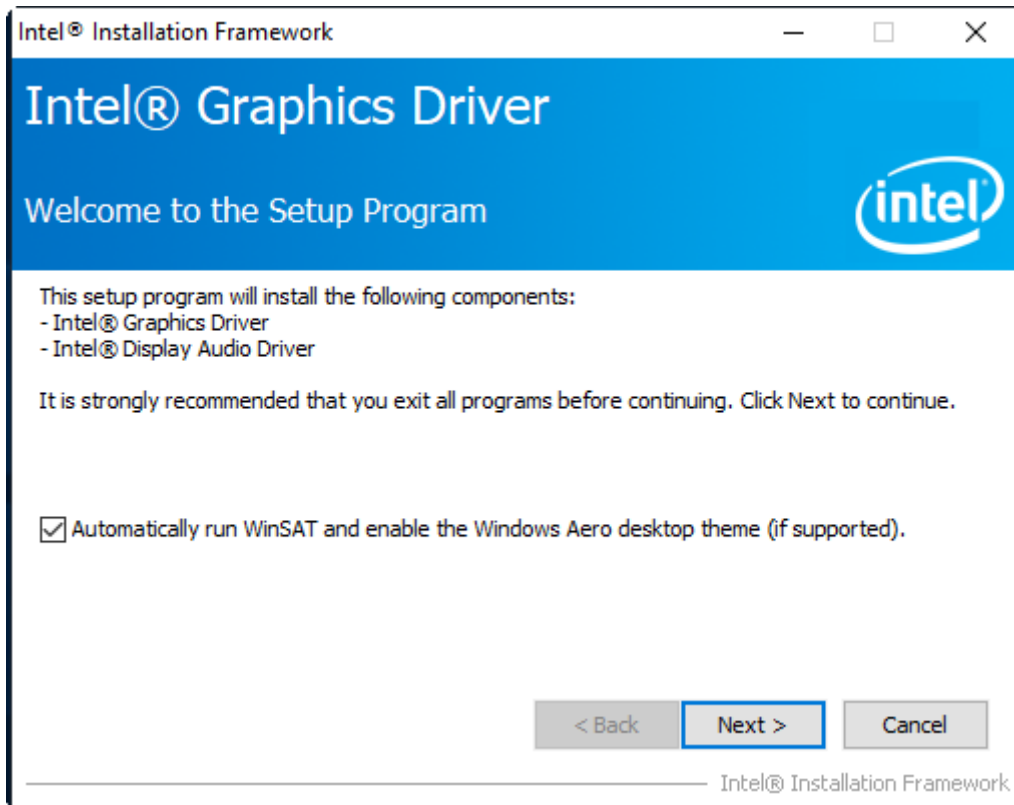 Intel® Installation Framework
Intel® Graphics Driver
Welcome to the Setup Program
intel
This setup program will install the following components:
- Intel® Graphics Driver
- Intel® Display Audio Driver
It is strongly recommended that you exit all programs before continuing. Click Next to continue.
Automatically run WinSAT and enable the Windows Aero desktop theme (if supported).
< Back Next > Cancel
Intel® Installation Framework